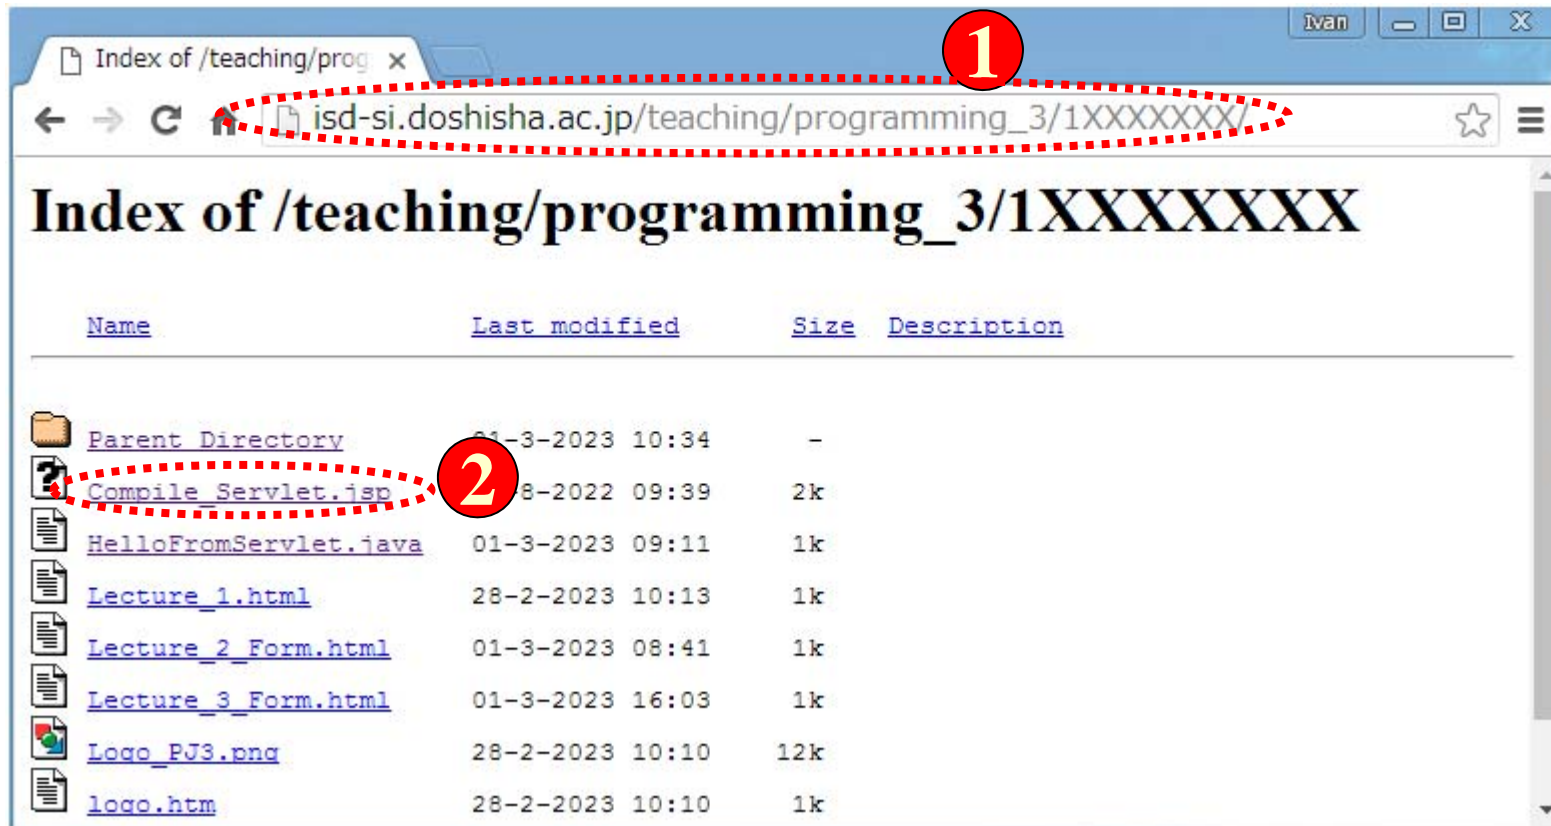 Ivan
Index of /teaching/prog
1
isd-si.doshisha.ac.jp/teaching/programming_3/1XXXXXXX/
Index of /teaching/programming_3/1XXXXXXX
Name Last modified Size Description
Parent Directory 01-3-2023 10:34 -
Compile_Servlet.jsp 2 -8-2022 09:39 2k
HelloFromServlet.java 01-3-2023 09:11 1k
Lecture_1.html 28-2-2023 10:13 1k
Lecture_2_Form.html 01-3-2023 08:41 1k
Lecture_3_Form.html 01-3-2023 16:03 1k
Logo_PJ3.png 28-2-2023 10:10 12k
logo.htm 28-2-2023 10:10 1k